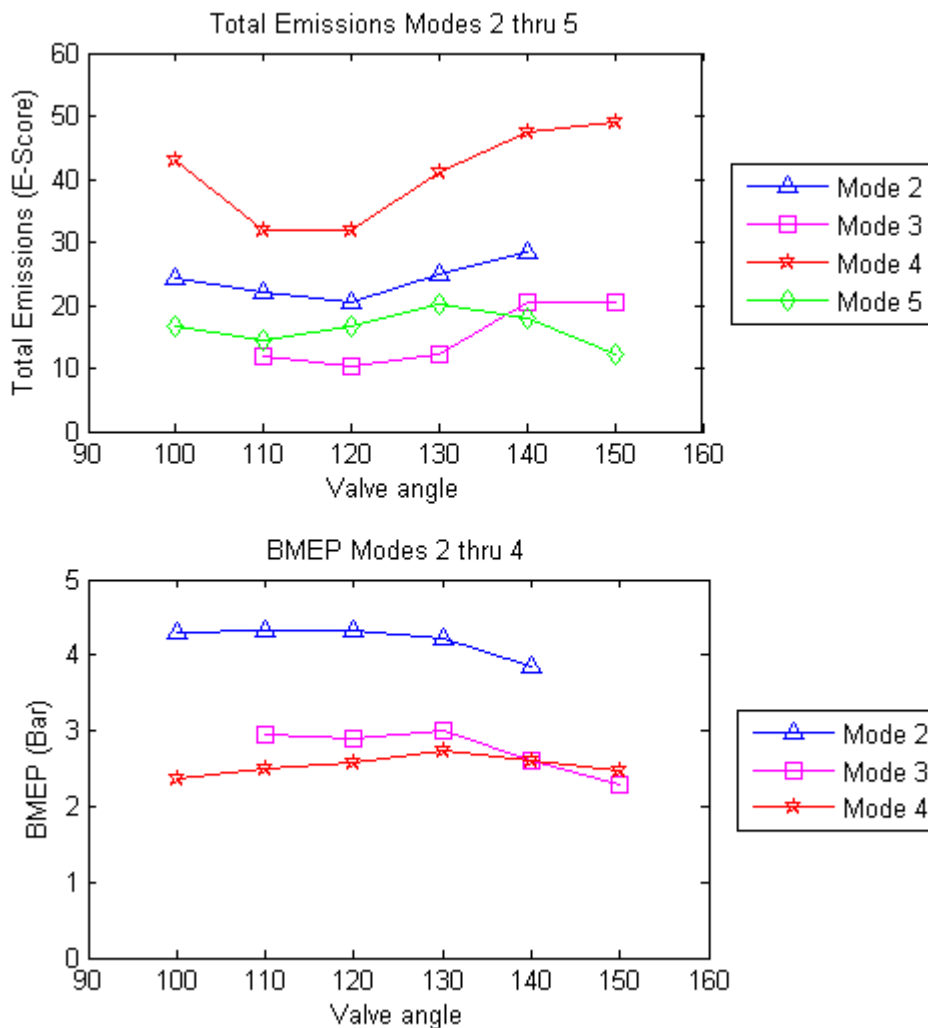 Total Emissions Modes 2 thru 5
60
50
40
30
20
10
0
Total Emissions (E-Score)
90 100 110 120 130 140 150 160
Valve angle
Mode 2
Mode 3
Mode 4
Mode 5
BMEP Modes 2 thru 4
5
4
3
2
1
0
BMEP (Bar)
90 100 110 120 130 140 150 160
Valve angle
Mode 2
Mode 3
Mode 4